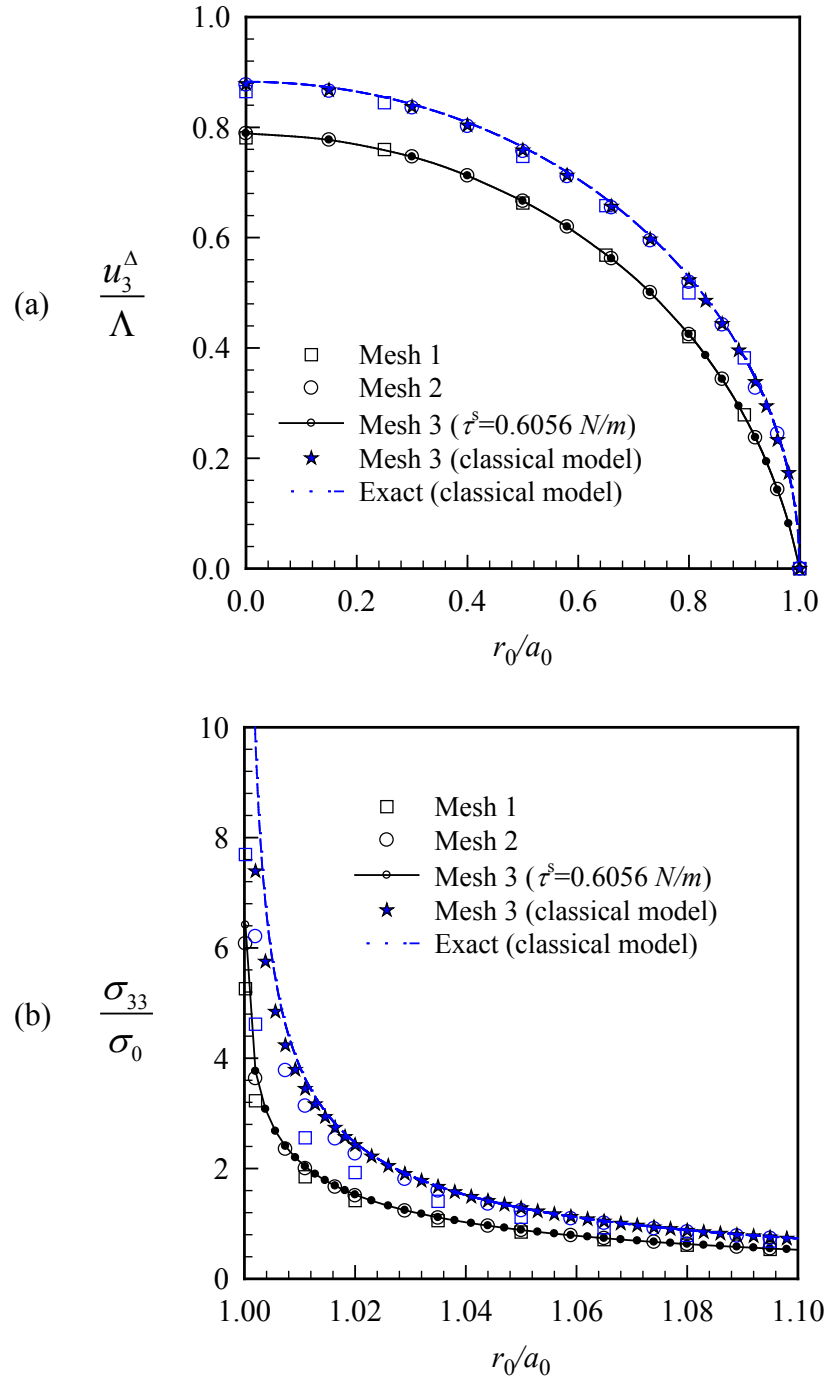 1.0
0.8
0.6
0.4
0.2
0.0
(a)
u₃^Δ
Λ
Mesh 1
Mesh 2
Mesh 3 (τˢ=0.6056 N/m)
Mesh 3 (classical model)
Exact (classical model)
0.0 0.2 0.4 0.6 0.8 1.0
r₀/a₀
10
8
6
4
2
0
(b)
σ₃₃
σ₀
Mesh 1
Mesh 2
Mesh 3 (τˢ=0.6056 N/m)
Mesh 3 (classical model)
Exact (classical model)
1.00 1.02 1.04 1.06 1.08 1.10
r₀/a₀